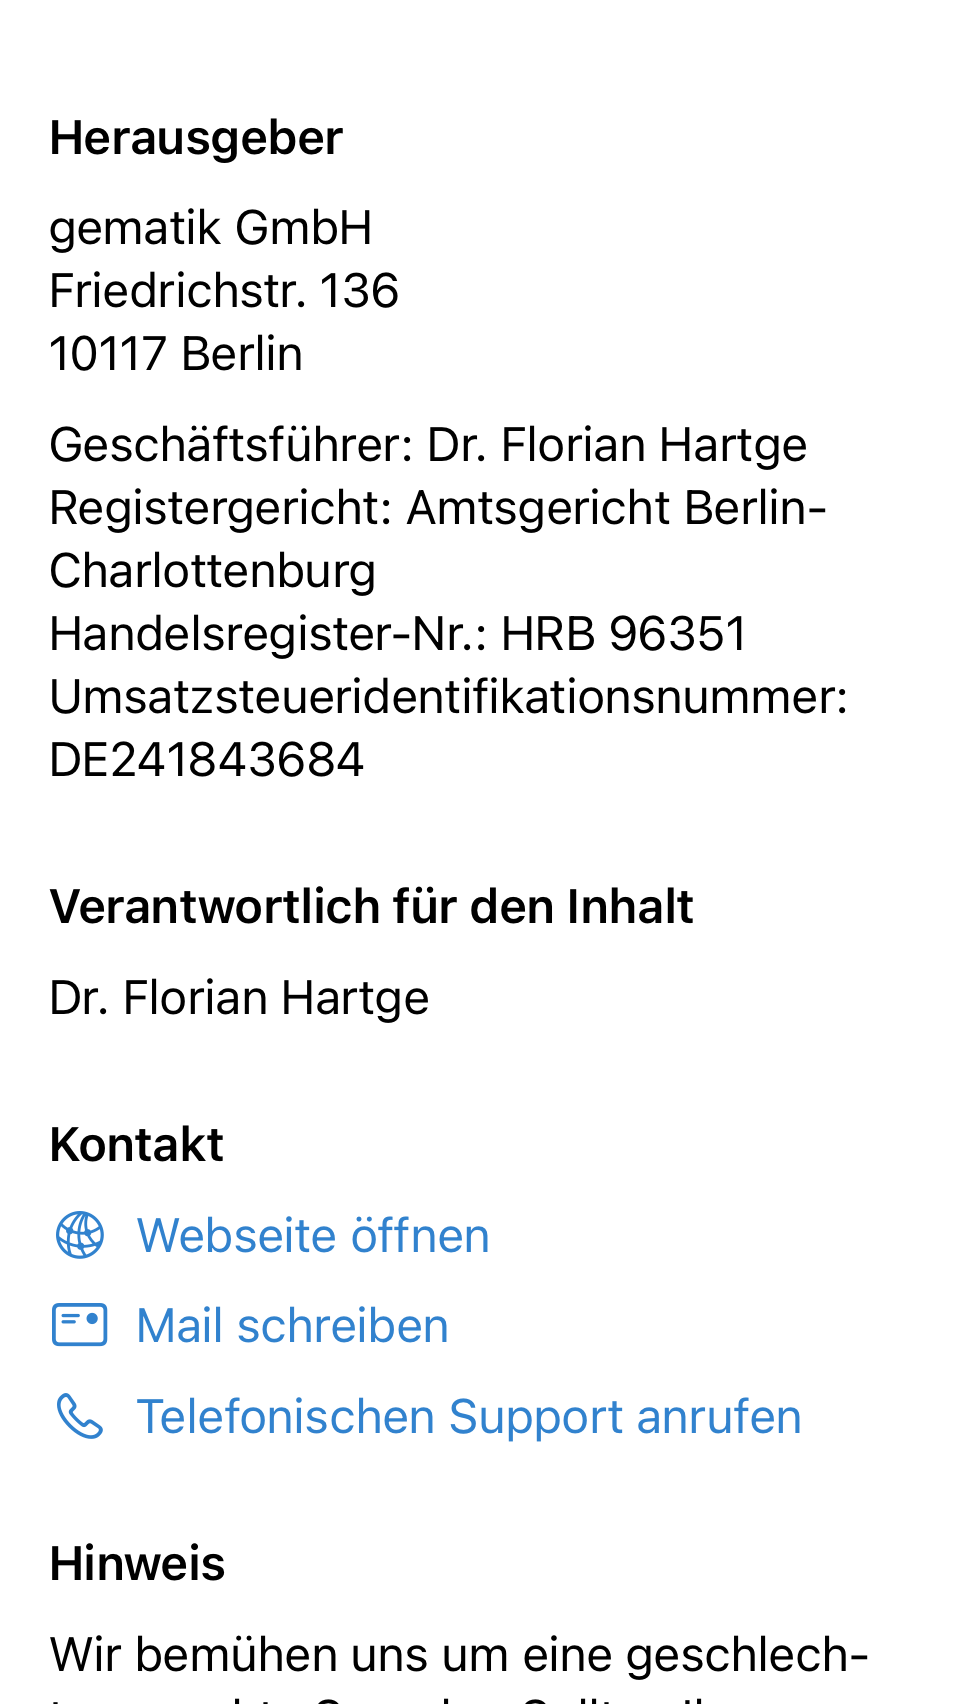 Herausgeber
gematik GmbH
Friedrichstr. 136
10117 Berlin
Geschäftsführer: Dr. Florian Hartge
Registergericht: Amtsgericht Berlin-
Charlottenburg
Handelsregister-Nr.: HRB 96351
Umsatzsteueridentifikationsnummer:
DE241843684
Verantwortlich für den Inhalt
Dr. Florian Hartge
Kontakt
Webseite öffnen
Mail schreiben
Telefonischen Support anrufen
Hinweis
Wir bemühen uns um eine geschlech-